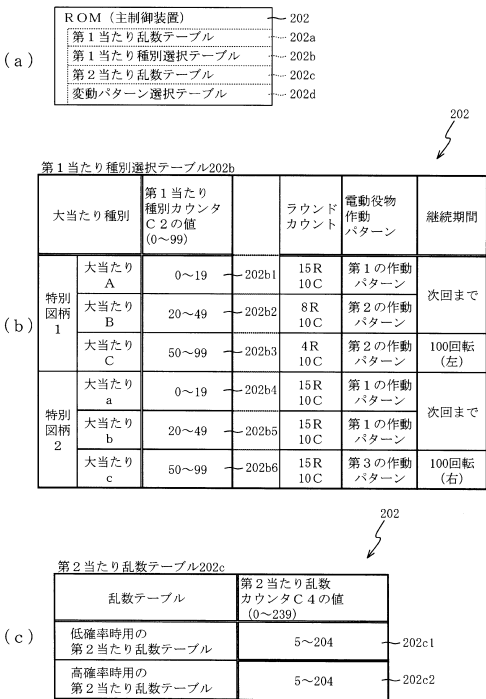 (a)
ROM(主制御装置)
202
第1当たり乱数テーブル
202a
第1当たり種別選択テーブル
202b
第2当たり乱数テーブル
202c
変動パターン選択テーブル
202d
202
第1当たり種別選択テーブル202b
(b)
大当たり種別
第1当たり
種別カウンタ
C2の値
(0~99)
ラウンド
カウント
電動役物
作動
パターン
継続期間
特別
図柄
1
大当たり
A
0~19
202b1
15R
10C
第1の作動
パターン
次回まで
大当たり
B
20~49
202b2
8R
10C
第2の作動
パターン
大当たり
C
50~99
202b3
4R
10C
第2の作動
パターン
100回転
(左)
特別
図柄
2
大当たり
a
0~19
202b4
15R
10C
第1の作動
パターン
次回まで
大当たり
b
20~49
202b5
15R
10C
第1の作動
パターン
大当たり
c
50~99
202b6
15R
10C
第3の作動
パターン
100回転
(右)
202
第2当たり乱数テーブル202c
(c)
乱数テーブル
第2当たり乱数
カウンタC4の値
(0~239)
低確率時用の
第2当たり乱数テーブル
5~204
202c1
高確率時用の
第2当たり乱数テーブル
5~204
202c2